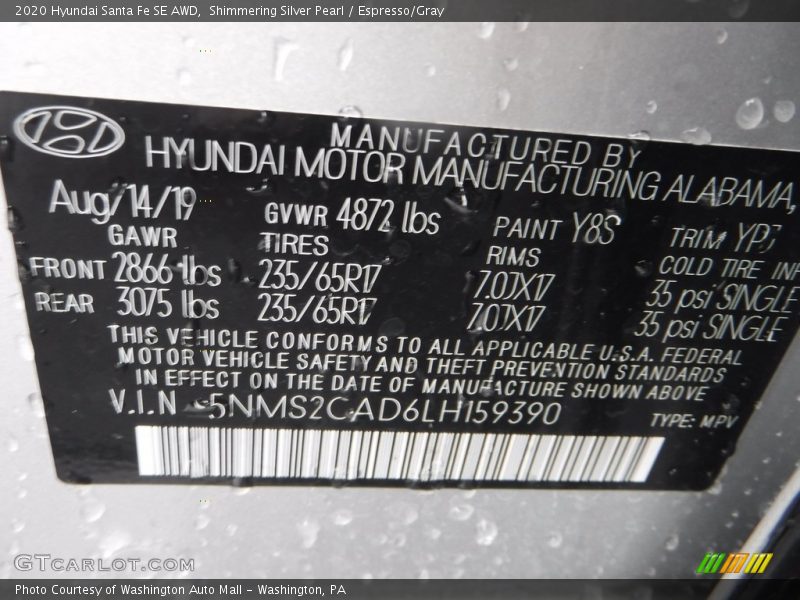 2020 Hyundai Santa Fe SE AWD, Shimmering Silver Pearl / Espresso/Gray
MANUFACTURED BY
HYUNDAI MOTOR MANUFACTURING ALABAMA,
Aug/14/19 GVWR 4872 lbs PAINT Y8S TRIM
GAWR TIRES RIMS COLD TIRE INF
FRONT 2866 lbs 235/65R17 7.0JX17 35 psi SINGLE
REAR 3075 lbs 235/65R17 7.0JX17 35 psi SINGLE
THIS VEHICLE CONFORMS TO ALL APPLICABLE U.S.A. FEDERAL
MOTOR VEHICLE SAFETY AND THEFT PREVENTION STANDARDS
IN EFFECT ON THE DATE OF MANUFACTURE SHOWN ABOVE
V.I.N 5NMS2CAD6LH159390 TYPE: MPV
GTCARLOT.COM
Photo Courtesy of Washington Auto Mall - Washington, PA